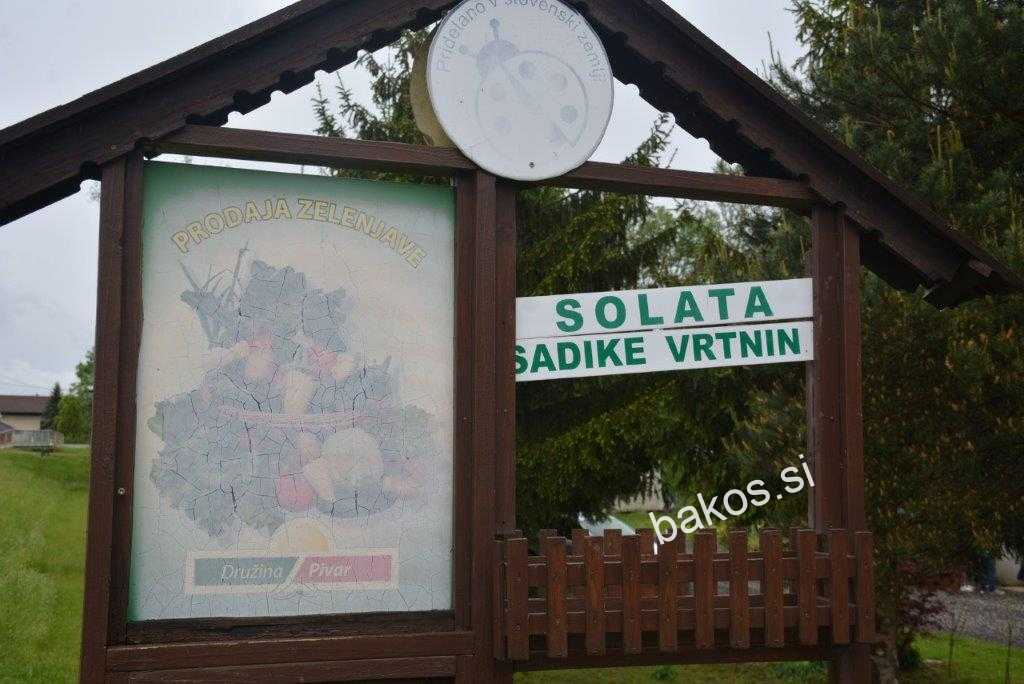 Pridelano v slovenski zemlji
PRODAJA ZELENJAVE
SOLATA
SADIKE VRTNIN
Družina Pivar
bakos.si